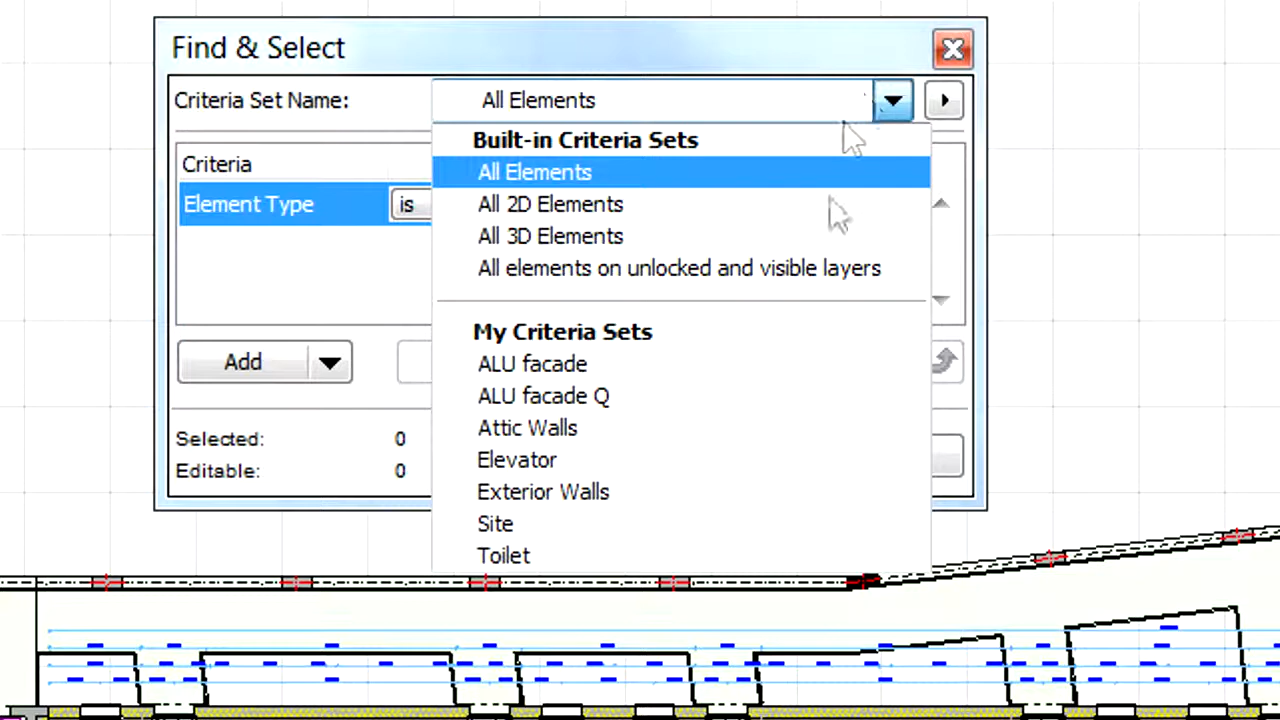 Find & Select
Criteria Set Name:
All Elements
Built-in Criteria Sets
Criteria
All Elements
Element Type
is
All 2D Elements
All 3D Elements
All elements on unlocked and visible layers
My Criteria Sets
Add
ALU facade
ALU facade Q
Attic Walls
Selected:
0
Elevator
Editable:
0
Exterior Walls
Site
Toilet